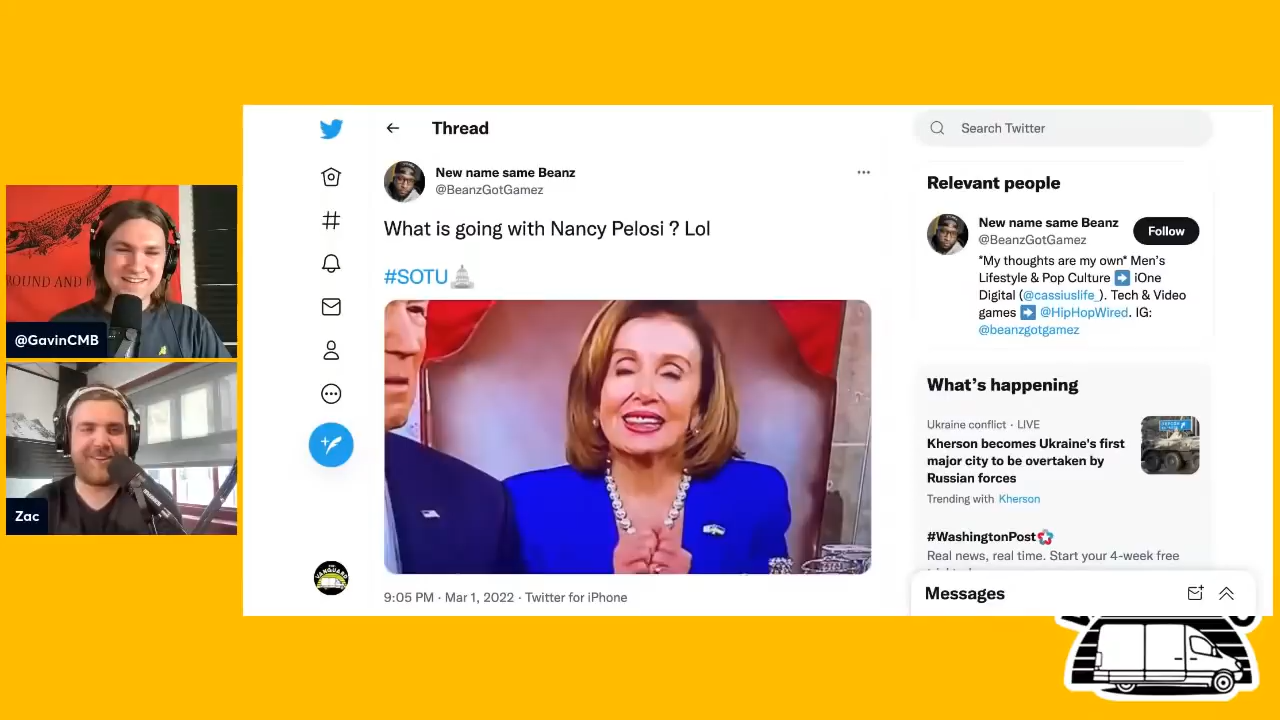 Thread
New name same Beanz
@BeanzGotGamez
What is going with Nancy Pelosi ? Lol
#SOTU
9:05 PM · Mar 1, 2022 · Twitter for iPhone
Search Twitter
Relevant people
New name same Beanz
@BeanzGotGamez
Follow
*My thoughts are my own* Men's
Lifestyle & Pop Culture ➡️ iOne
Digital (@cassiuslife_). Tech & Video
games ➡️ @HipHopWired. IG:
@beanzgotgamez
What's happening
Ukraine conflict · LIVE
Kherson becomes Ukraine's first
major city to be overtaken by
Russian forces
Trending with Kherson
#WashingtonPost
Real news, real time. Start your 4-week free
Messages
ROUND AND
@GavinCMB
Zac
VANGUARD